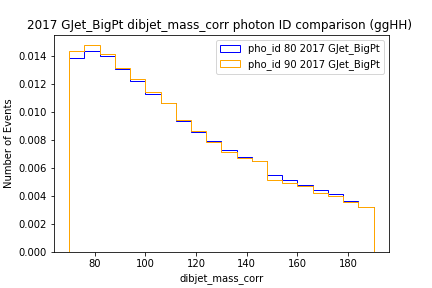 2017 GJet_BigPt dibjet_mass_corr photon ID comparison (ggHH)
pho_id 80 2017 GJet_BigPt
pho_id 90 2017 GJet_BigPt
Number of Events
0.014
0.012
0.010
0.008
0.006
0.004
0.002
0.000
80 100 120 140 160 180
dibjet_mass_corr